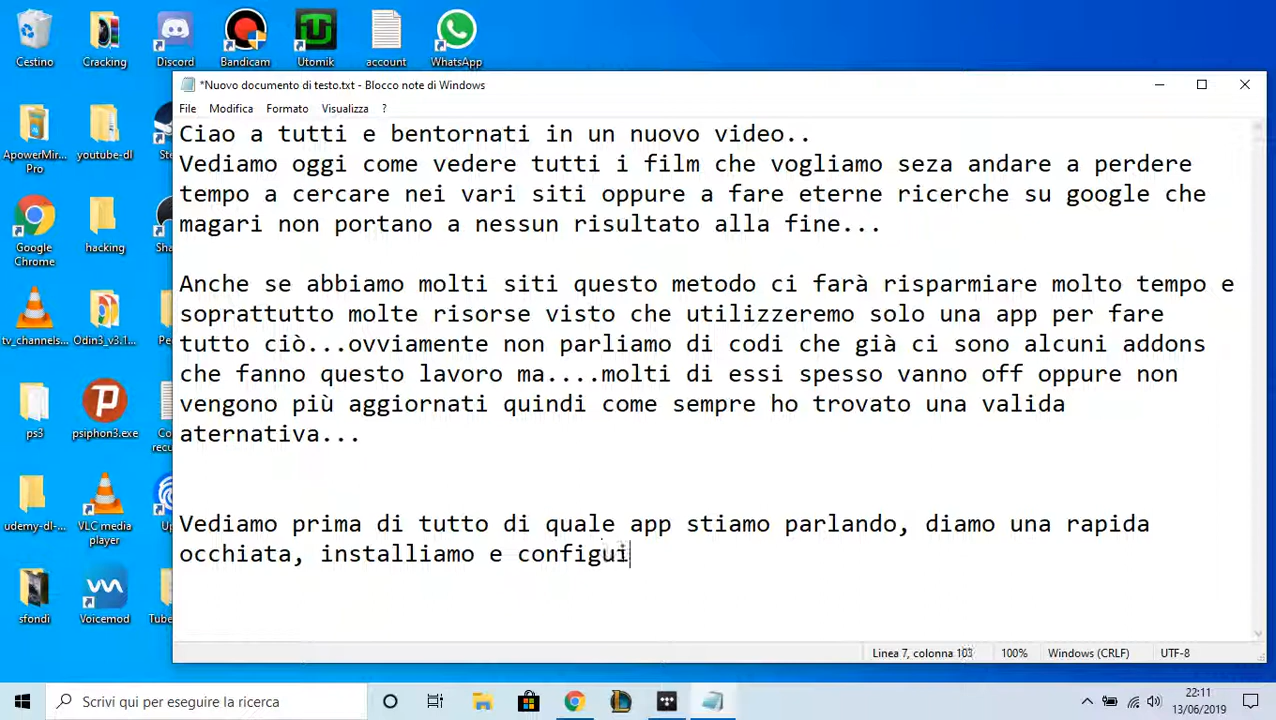 Cestino
Cracking
Discord
Bandicam
Utomik
account
WhatsApp
ApowerMir...
Pro
youtube-dl
Google
Chrome
hacking
tv_channels...
Odin3_v3.1...
ps3
psiphon3.exe
udemy-dl-...
VLC media
player
sfondi
Voicemod
*Nuovo documento di testo.txt - Blocco note di Windows
File Modifica Formato Visualizza ?
Ciao a tutti e bentornati in un nuovo video..
Vediamo oggi come vedere tutti i film che vogliamo seza andare a perdere
tempo a cercare nei vari siti oppure a fare eterne ricerche su google che
magari non portano a nessun risultato alla fine...
Anche se abbiamo molti siti questo metodo ci farà risparmiare molto tempo e
soprattutto molte risorse visto che utilizzeremo solo una app per fare
tutto ciò...ovviamente non parliamo di codi che già ci sono alcuni addons
che fanno questo lavoro ma....molti di essi spesso vanno off oppure non
vengono più aggiornati quindi come sempre ho trovato una valida
aternativa...
Vediamo prima di tutto di quale app stiamo parlando, diamo una rapida
occhiata, installiamo e configui
Linea 7, colonna 103 100% Windows (CRLF) UTF-8
Scrivi qui per eseguire la ricerca
22:11
13/06/2019